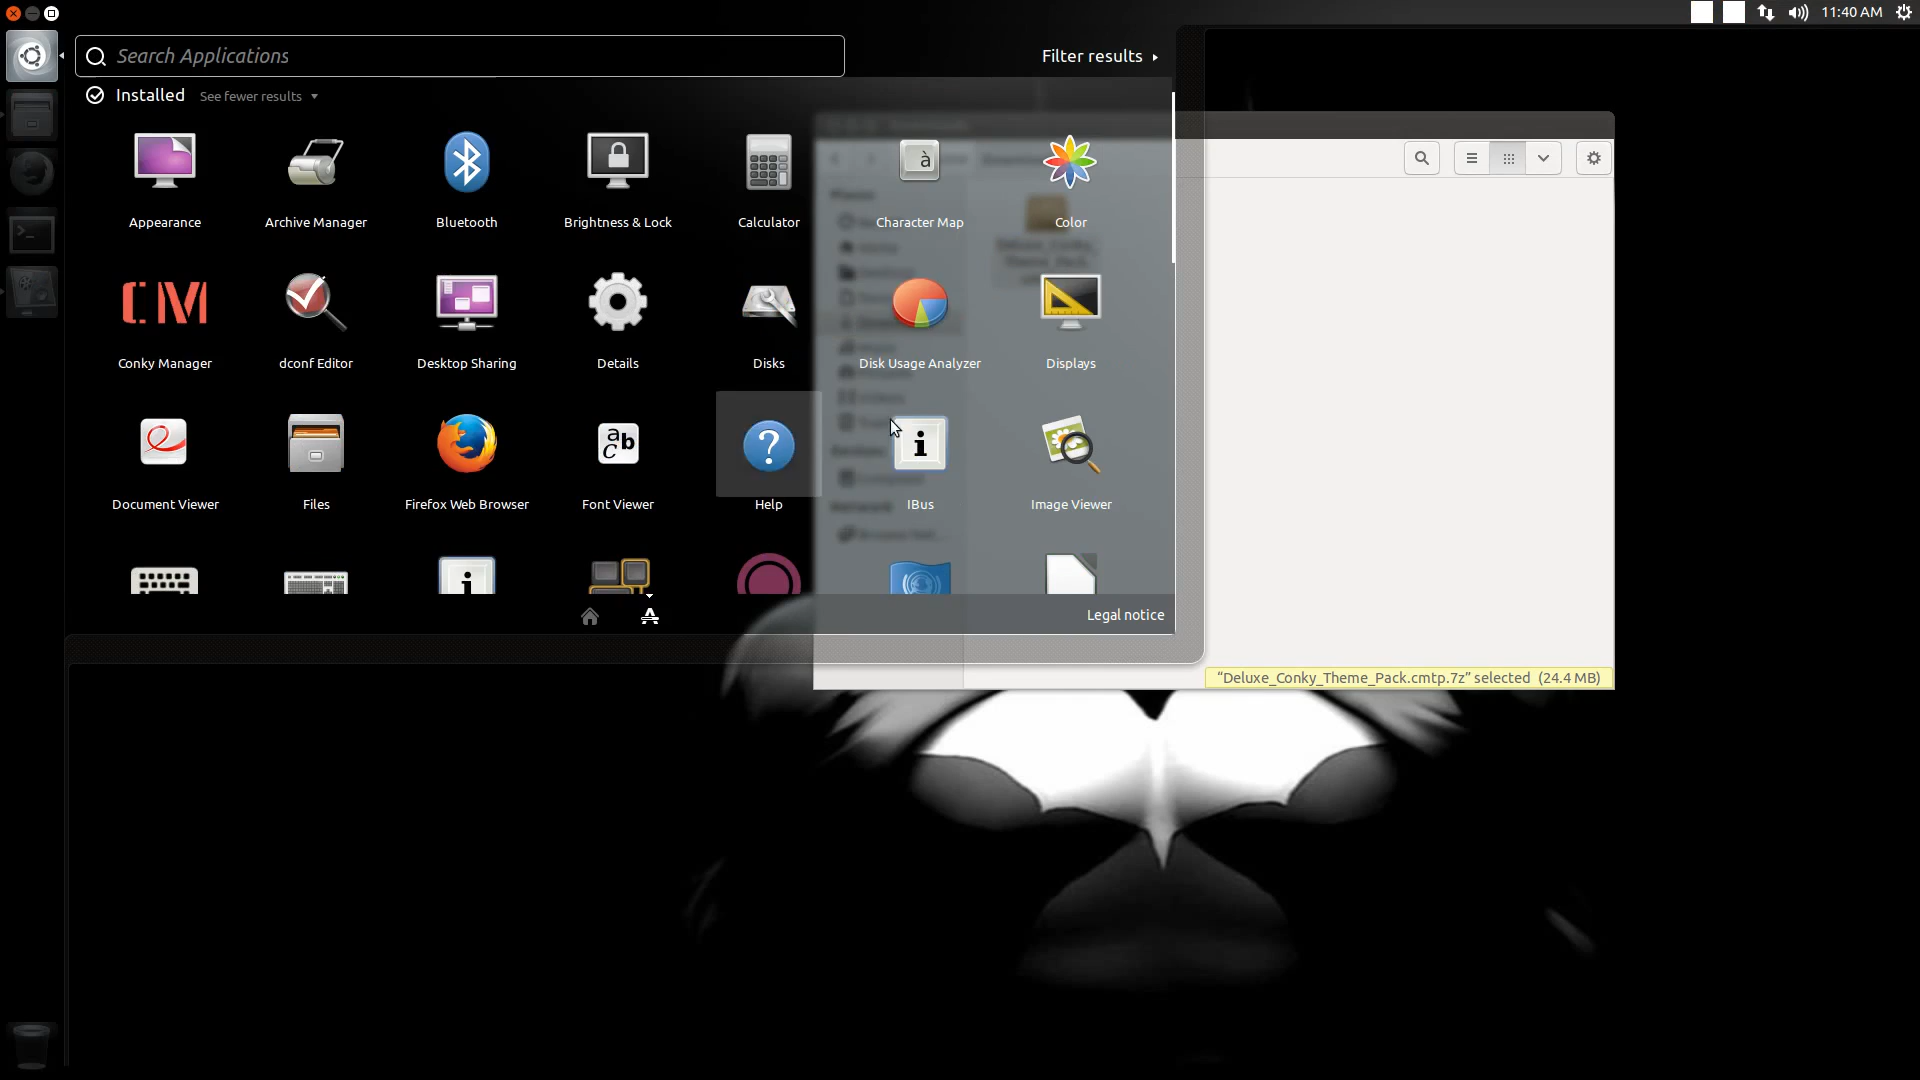 11:40 AM
Search Applications
Filter results
Installed See fewer results
Appearance Archive Manager Bluetooth Brightness & Lock Calculator Character Map Color
Conky Manager dconf Editor Desktop Sharing Details Disks Disk Usage Analyzer Displays
Document Viewer Files Firefox Web Browser Font Viewer Help IBus Image Viewer
Legal notice
“Deluxe_Conky_Theme_Pack.cmtp.7z” selected (24.4 MB)